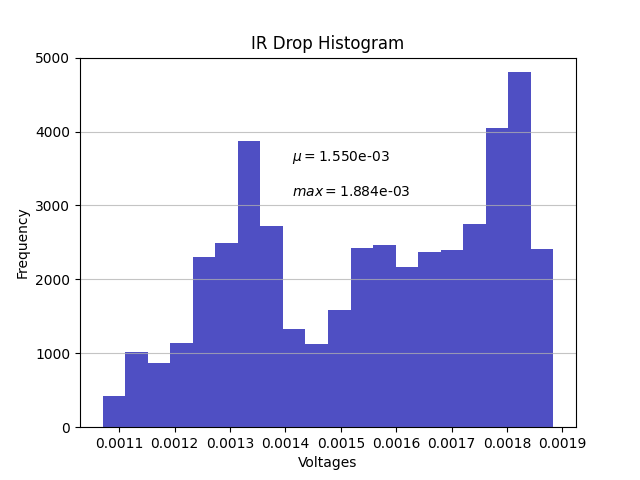 IR Drop Histogram
5000
4000
3000
2000
1000
0
Frequency
μ = 1.550e-03
max = 1.884e-03
0.0011 0.0012 0.0013 0.0014 0.0015 0.0016 0.0017 0.0018 0.0019
Voltages